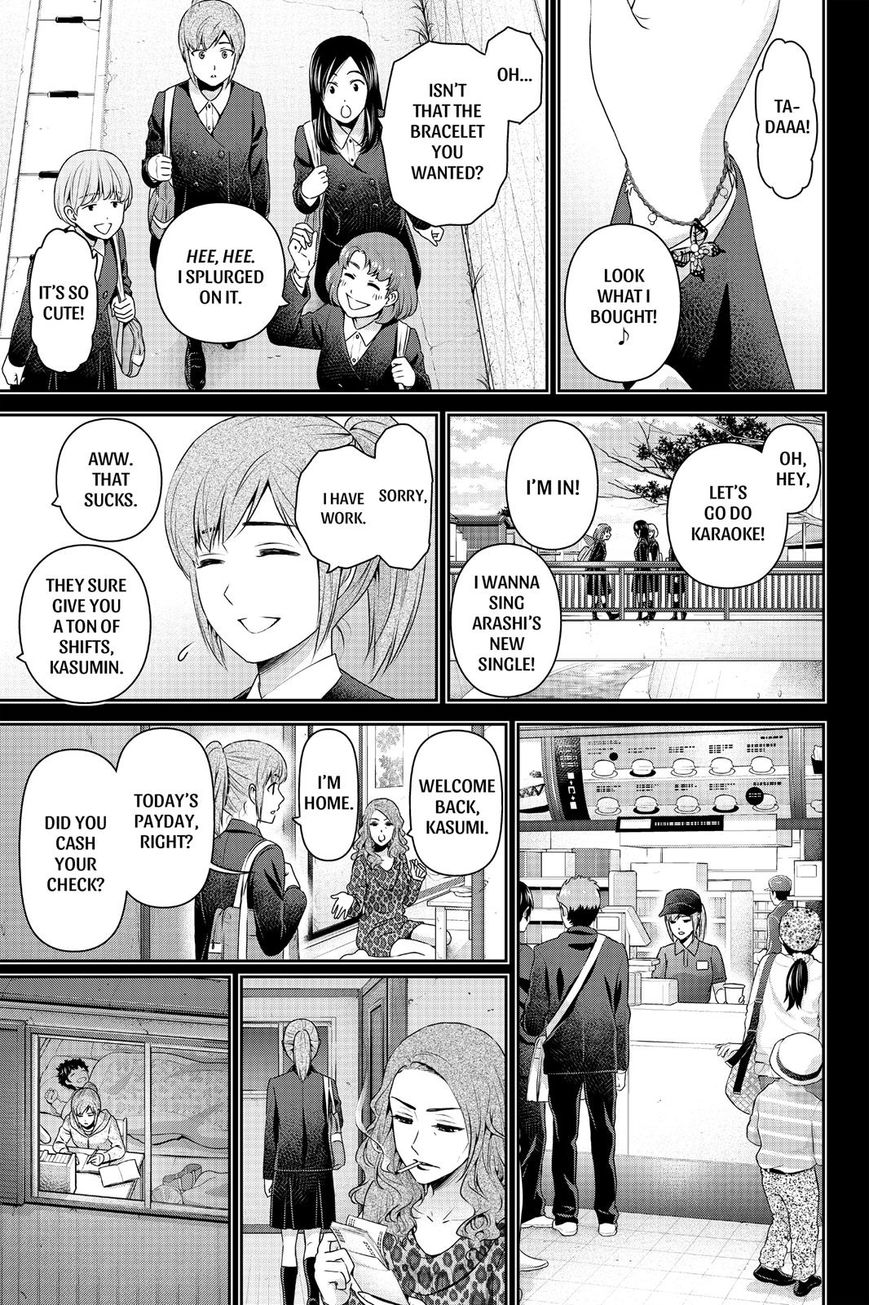 TA-
DAAA!
LOOK
WHAT I
BOUGHT!
♪
OH...
ISN'T
THAT THE
BRACELET
YOU
WANTED?
HEE, HEE.
I SPLURGED
ON IT.
IT'S SO
CUTE!
OH,
HEY,
LET'S
GO DO
KARAOKE!
I'M IN!
I WANNA
SING
ARASHI'S
NEW
SINGLE!
SORRY,
I HAVE
WORK.
AWW.
THAT
SUCKS.
THEY SURE
GIVE YOU
A TON OF
SHIFTS,
KASUMIN.
WELCOME
BACK,
KASUMI.
I'M
HOME.
TODAY'S
PAYDAY,
RIGHT?
DID YOU
CASH
YOUR
CHECK?